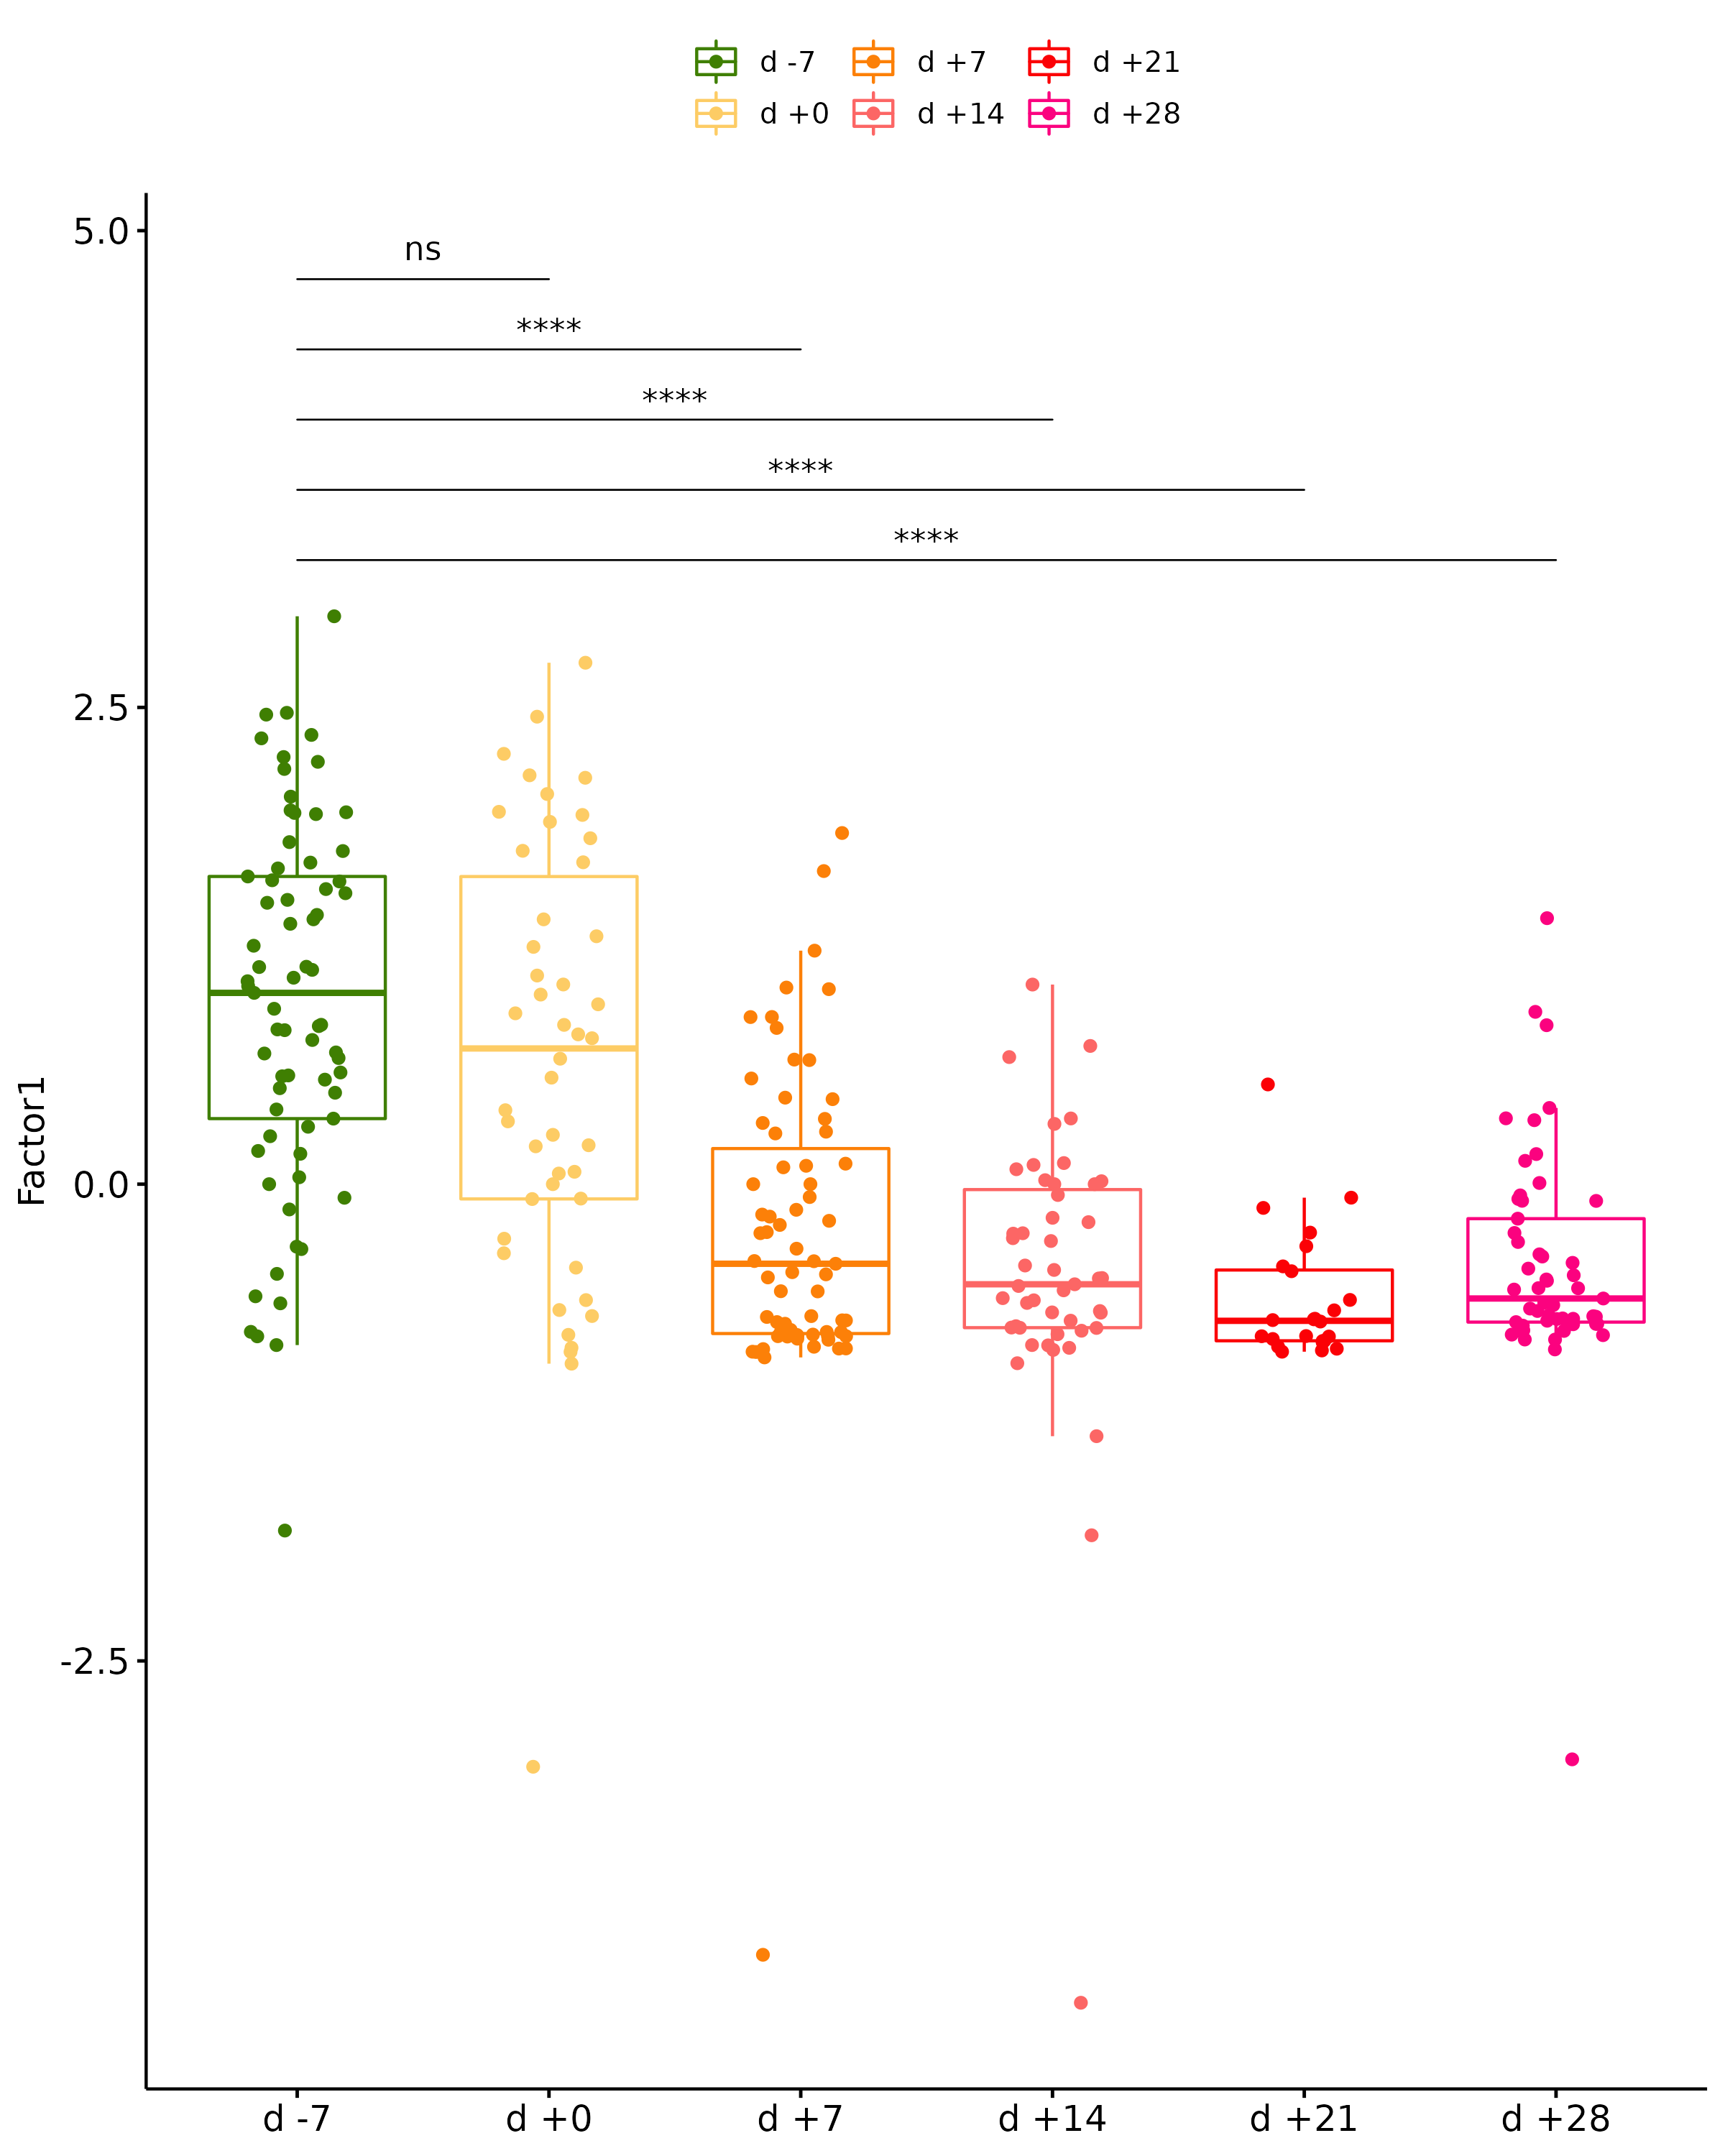 d -7 d +7 d +21
d +0 d +14 d +28
5.0
ns
****
****
****
****
2.5
0.0
Factor1
-2.5
d -7 d +0 d +7 d +14 d +21 d +28